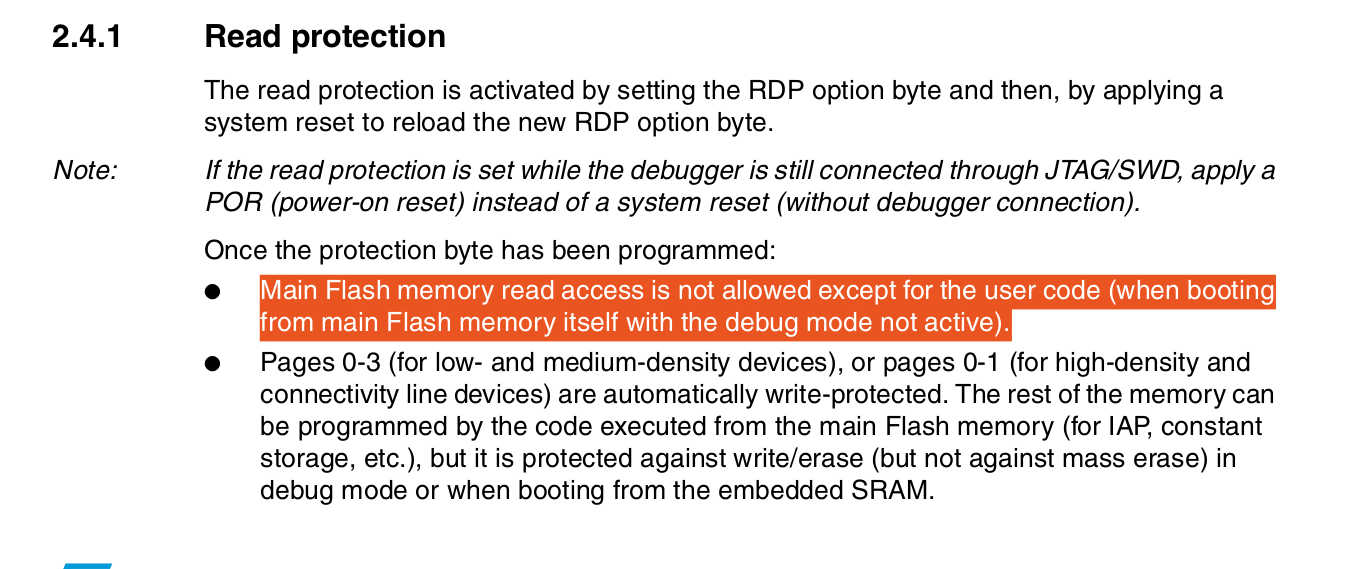 2.4.1 Read protection
The read protection is activated by setting the RDP option byte and then, by applying a
system reset to reload the new RDP option byte.
Note: If the read protection is set while the debugger is still connected through JTAG/SWD, apply a
POR (power-on reset) instead of a system reset (without debugger connection).
Once the protection byte has been programmed:
● Main Flash memory read access is not allowed except for the user code (when booting
from main Flash memory itself with the debug mode not active).
● Pages 0-3 (for low- and medium-density devices), or pages 0-1 (for high-density and
connectivity line devices) are automatically write-protected. The rest of the memory can
be programmed by the code executed from the main Flash memory (for IAP, constant
storage, etc.), but it is protected against write/erase (but not against mass erase) in
debug mode or when booting from the embedded SRAM.